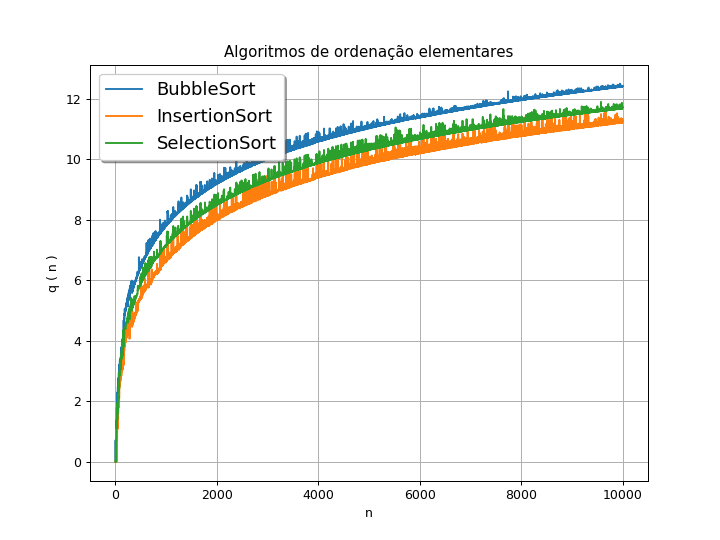 Algoritmos de ordenação elementares
BubbleSort
InsertionSort
SelectionSort
12
10
8
6
4
2
0
q ( n )
0 2000 4000 6000 8000 10000
n